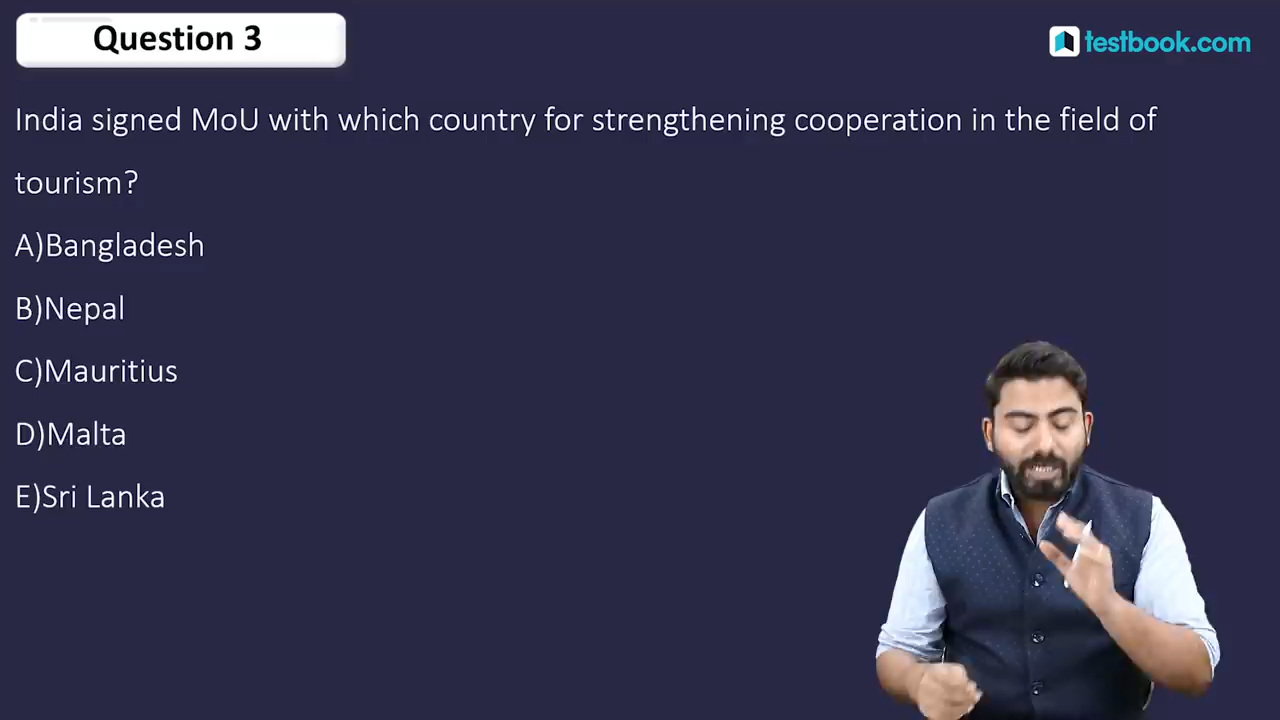 Question 3
testbook.com
India signed MoU with which country for strengthening cooperation in the field of
tourism?
A)Bangladesh
B)Nepal
C)Mauritius
D)Malta
E)Sri Lanka